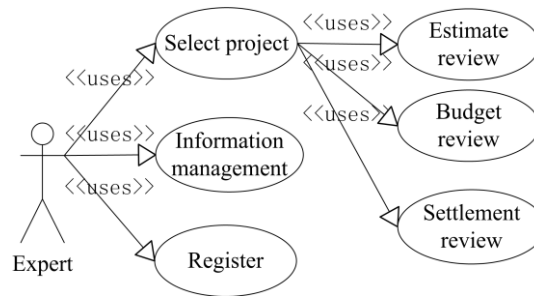 Select project
<<uses>>
Estimate
review
<<uses>>
<<uses>>
Budget
review
<<uses>>
<<uses>>
Information
management
<<uses>>
Settlement
review
<<uses>>
Register
Expert